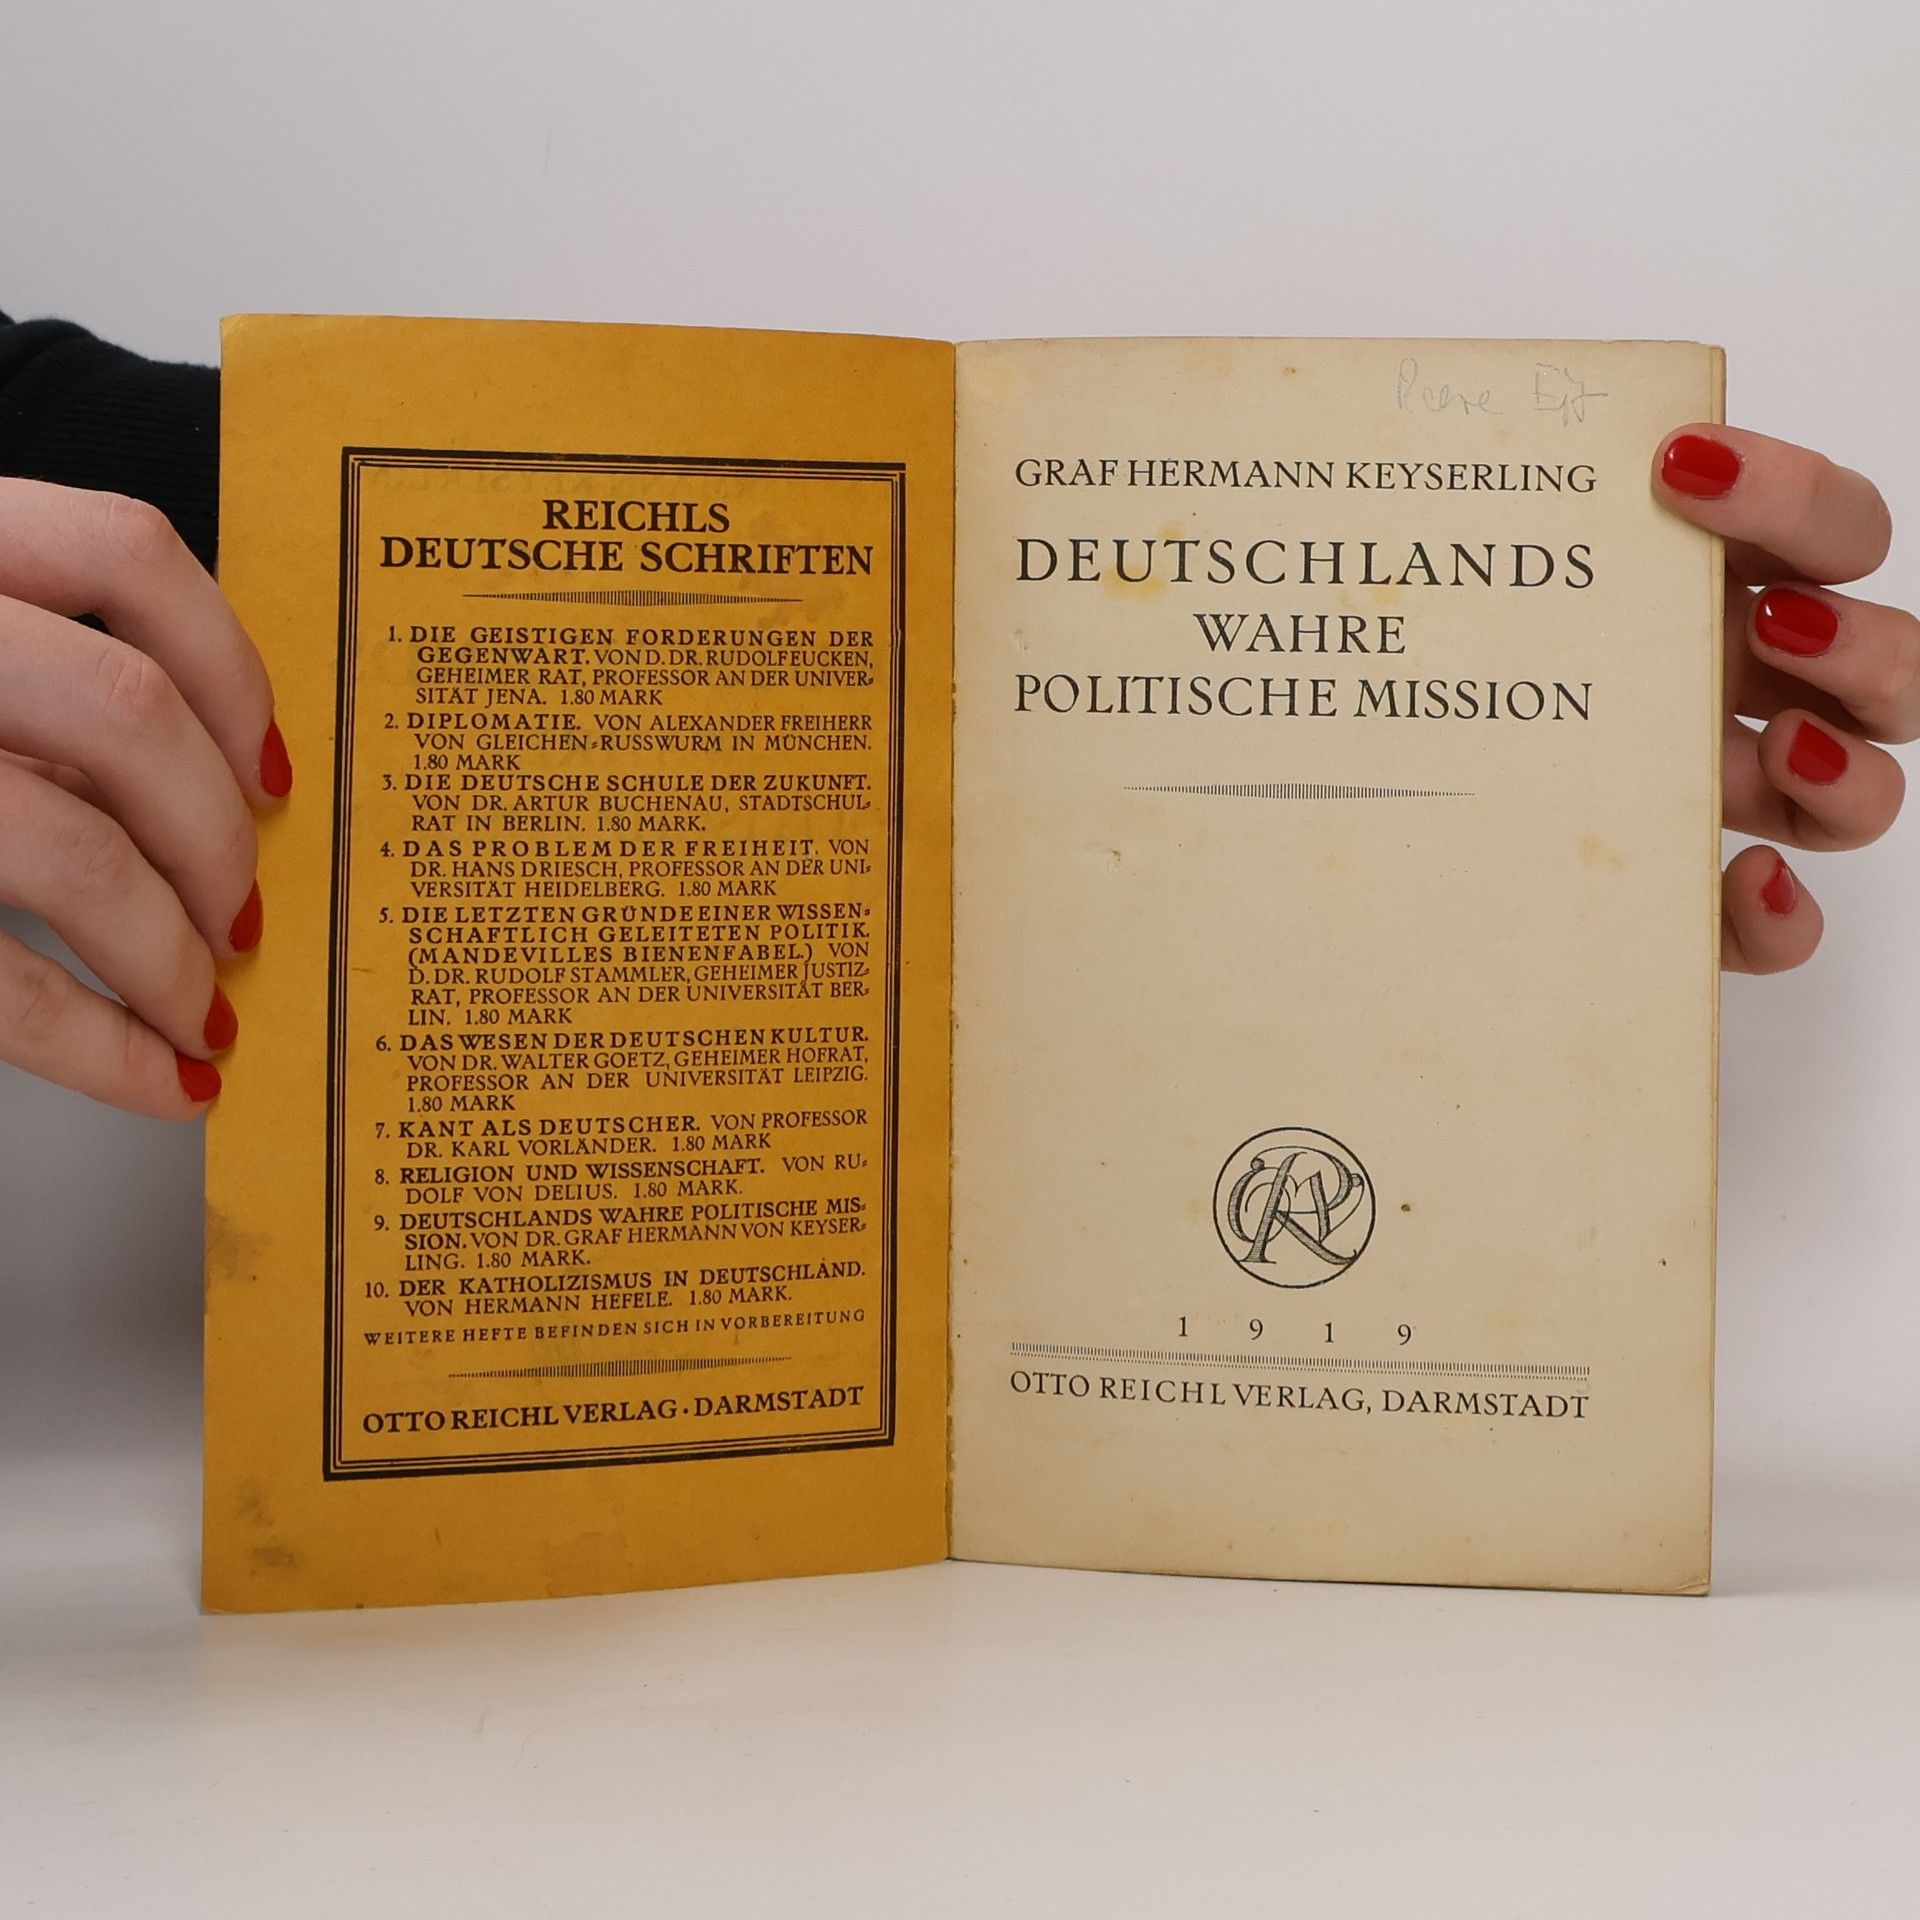 REICHLS
DEUTSCHE SCHRIFTEN
1. DIE GEISTIGEN FORDERUNGEN DER
GEGENWART. VON D. DR. RUDOLF EUCKEN,
GEHEIMER RAT, PROFESSOR AN DER UNIVER=
SITÄT JENA. 1.80 MARK
2. DIPLOMATIE. VON ALEXANDER FREIHERR
VON GLEICHEN=RUSSWURM IN MÜNCHEN.
1.80 MARK
3. DIE DEUTSCHE SCHULE DER ZUKUNFT.
VON DR. ARTUR BUCHENAU, STADTSCHUL=
RAT IN BERLIN. 1.80 MARK.
4. DAS PROBLEM DER FREIHEIT. VON
DR. HANS DRIESCH, PROFESSOR AN DER UNI=
VERSITÄT HEIDELBERG. 1.80 MARK
5. DIE LETZTEN GRÜNDE EINER WISSEN=
SCHAFTLICH GELEITETEN POLITIK.
(MANDEVILLES BIENENFABEL.) VON
D. DR. RUDOLF STAMMLER, GEHEIMER JUSTIZ=
RAT, PROFESSOR AN DER UNIVERSITÄT BER=
LIN. 1.80 MARK
6. DAS WESEN DER DEUTSCHEN KULTUR.
VON DR. WALTER GOETZ, GEHEIMER HOFRAT,
PROFESSOR AN DER UNIVERSITÄT LEIPZIG.
1.80 MARK
7. KANT ALS DEUTSCHER. VON PROFESSOR
DR. KARL VORLÄNDER. 1.80 MARK
8. RELIGION UND WISSENSCHAFT. VON RU=
DOLF VON DELIUS. 1.80 MARK.
9. DEUTSCHLANDS WAHRE POLITISCHE MIS=
SION. VON DR. GRAF HERMANN VON KEYSER=
LING. 1.80 MARK.
10. DER KATHOLIZISMUS IN DEUTSCHLAND.
VON HERMANN HEFELE. 1.80 MARK.
WEITERE HEFTE BEFINDEN SICH IN VORBEREITUNG
OTTO REICHL VERLAG · DARMSTADT
GRAF HERMANN KEYSERLING
DEUTSCHLANDS
WAHRE
POLITISCHE MISSION
1919
OTTO REICHL VERLAG, DARMSTADT